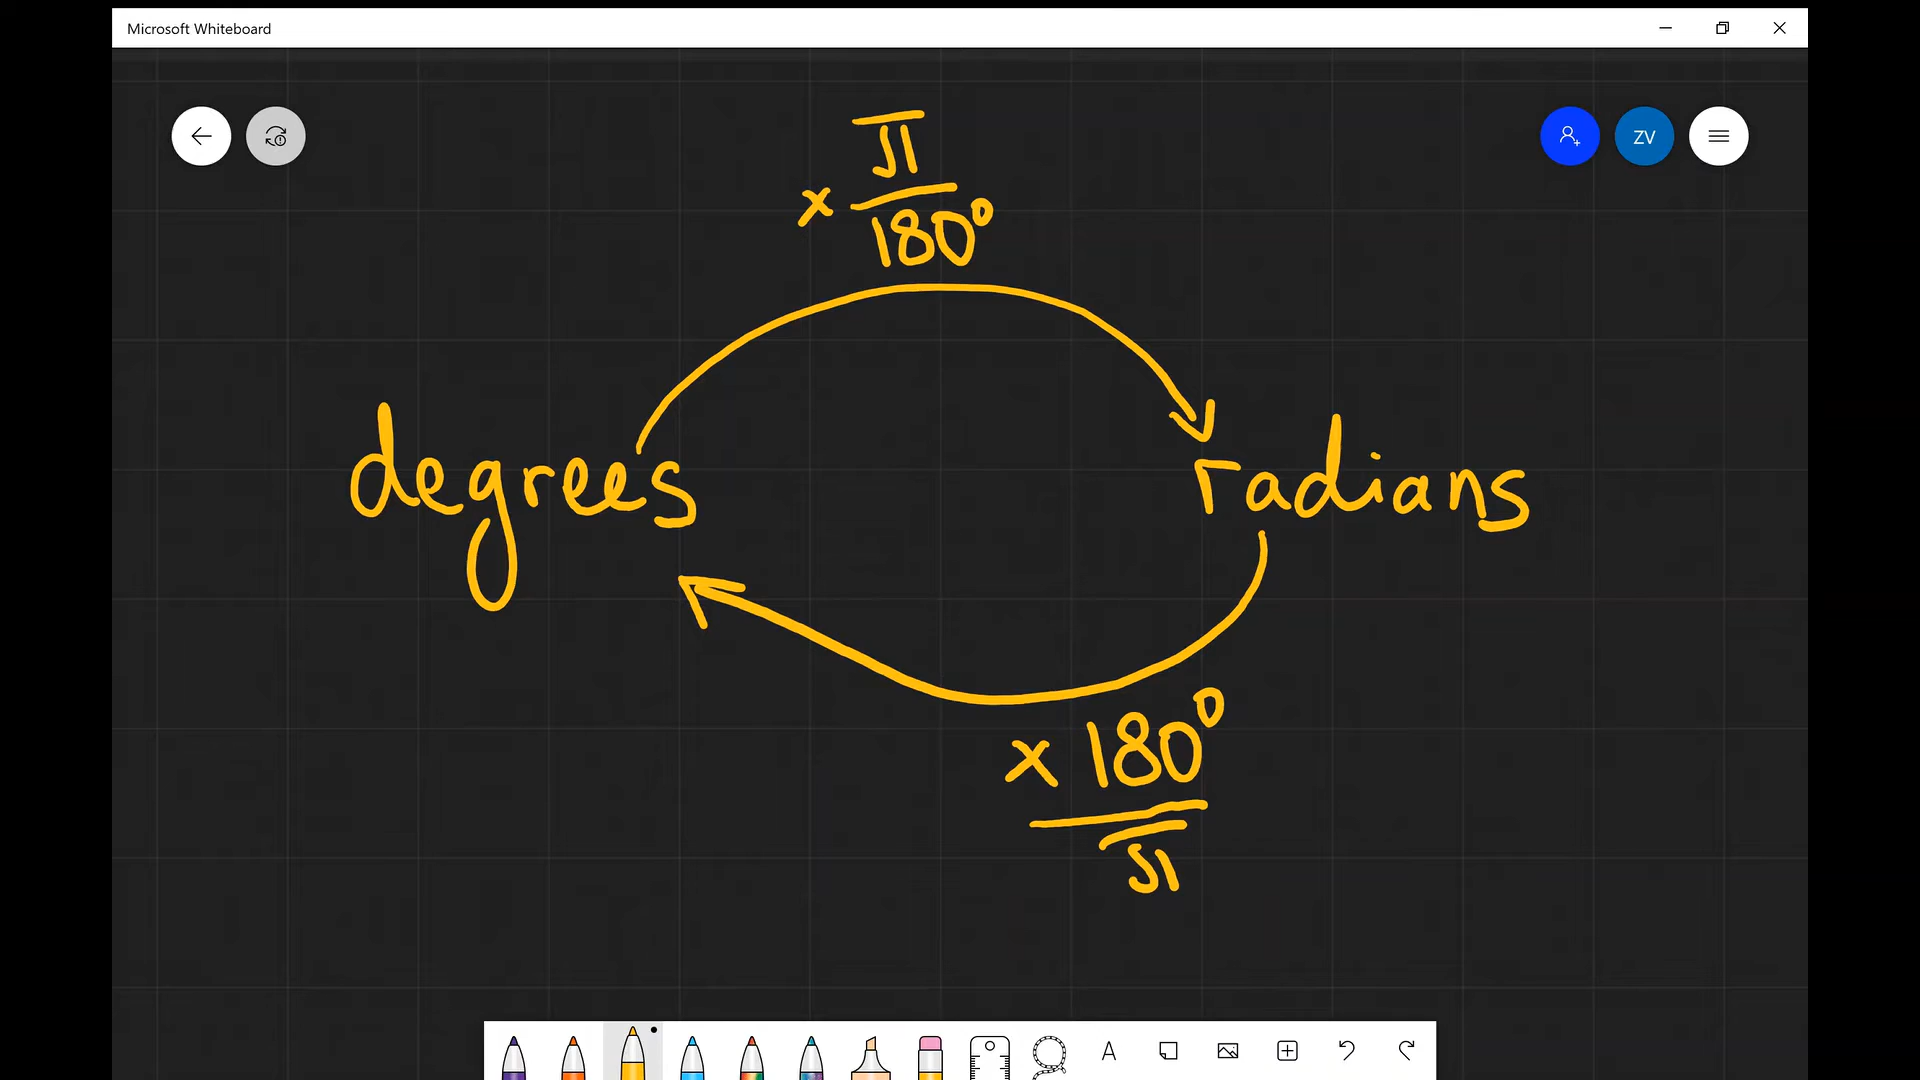 Microsoft Whiteboard
ZV
× π
180°
degrees
radians
× 180°
π
A